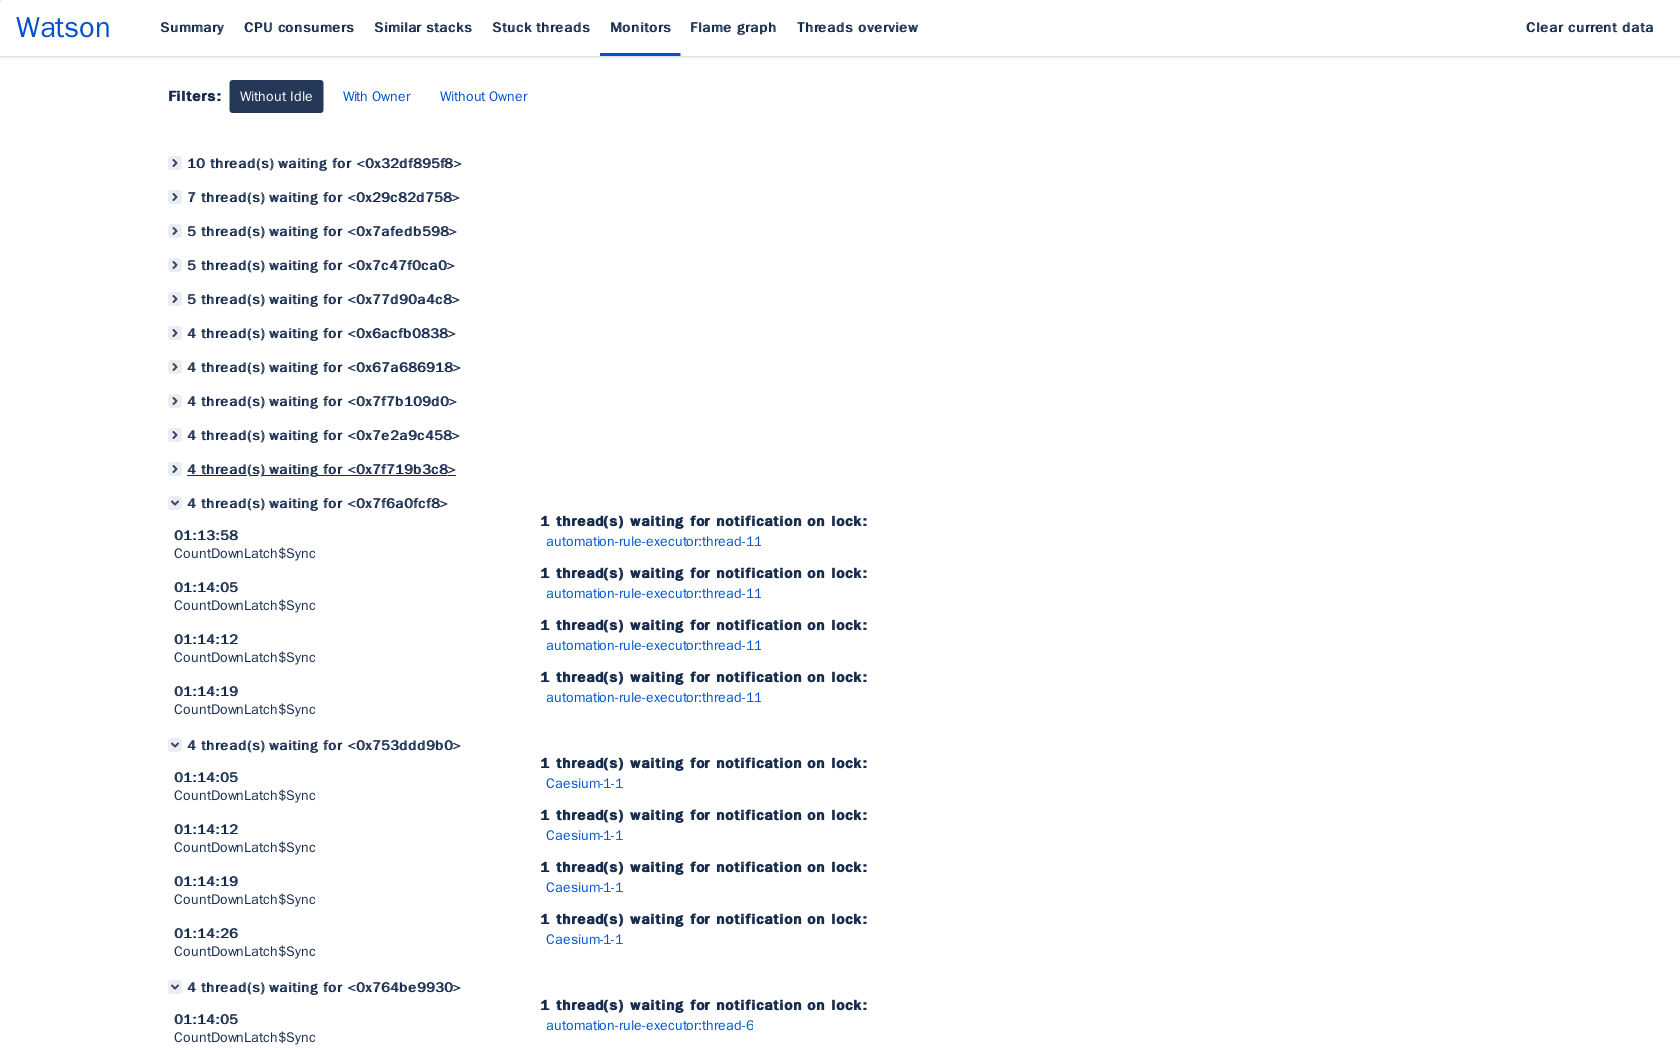 Watson Summary CPU consumers Similar stacks Stuck threads Monitors Flame graph Threads overview Clear current data
Filters: Without Idle With Owner Without Owner
10 thread(s) waiting for <0x32df895f8>
7 thread(s) waiting for <0x29c82d758>
5 thread(s) waiting for <0x7afedb598>
5 thread(s) waiting for <0x7c47f0ca0>
5 thread(s) waiting for <0x77d90a4c8>
4 thread(s) waiting for <0x6acfb0838>
4 thread(s) waiting for <0x67a686918>
4 thread(s) waiting for <0x7f7b109d0>
4 thread(s) waiting for <0x7e2a9c458>
4 thread(s) waiting for <0x7f719b3c8>
4 thread(s) waiting for <0x7f6a0fcf8>
1 thread(s) waiting for notification on lock:
01:13:58
automation-rule-executor:thread-11
CountDownLatch$Sync
1 thread(s) waiting for notification on lock:
01:14:05
automation-rule-executor:thread-11
CountDownLatch$Sync
1 thread(s) waiting for notification on lock:
01:14:12
automation-rule-executor:thread-11
CountDownLatch$Sync
1 thread(s) waiting for notification on lock:
01:14:19
automation-rule-executor:thread-11
CountDownLatch$Sync
4 thread(s) waiting for <0x753ddd9b0>
1 thread(s) waiting for notification on lock:
01:14:05
Caesium-1-1
CountDownLatch$Sync
1 thread(s) waiting for notification on lock:
01:14:12
Caesium-1-1
CountDownLatch$Sync
1 thread(s) waiting for notification on lock:
01:14:19
Caesium-1-1
CountDownLatch$Sync
1 thread(s) waiting for notification on lock:
01:14:26
Caesium-1-1
CountDownLatch$Sync
4 thread(s) waiting for <0x764be9930>
1 thread(s) waiting for notification on lock:
01:14:05
automation-rule-executor:thread-6
CountDownLatch$Sync